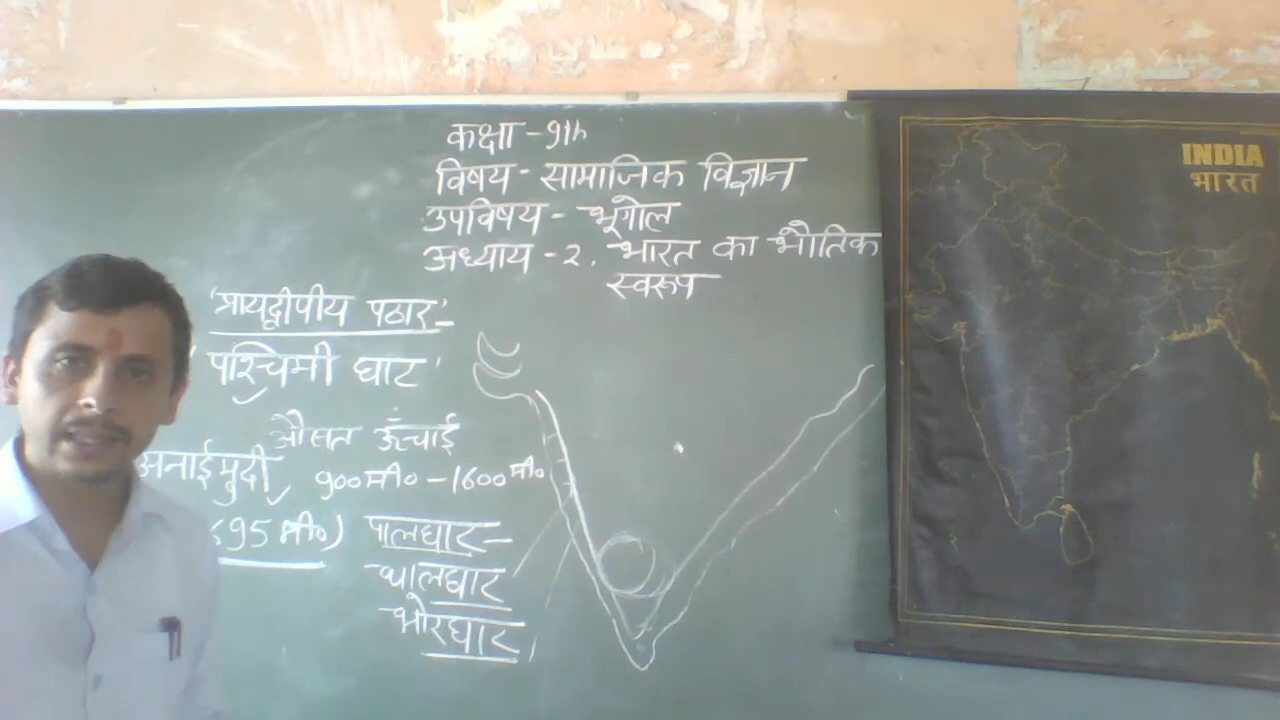 कक्षा - 9th
विषय - सामाजिक विज्ञान
उपविषय - भूगोल
अध्याय - 2. भारत का भौतिक
स्वरूप
'प्रायद्वीपीय पठार'-
'पश्चिमी घाट'
औसत ऊँचाई
900मी० - 1600मी०
अनाईमुदी
95 मी०)
पालघाट -
थालघाट
भोरघाट
INDIA
भारत